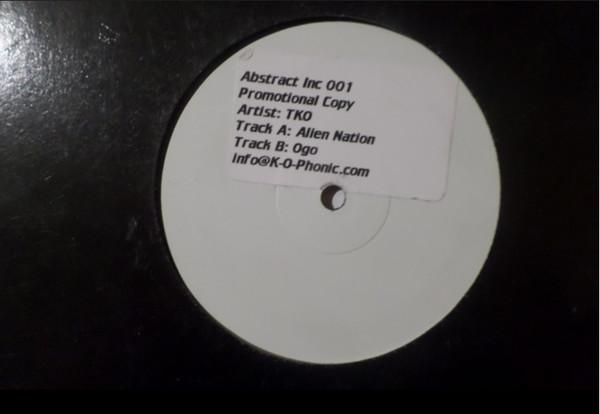 Abstract Inc 001
Promotional Copy
Artist: TKO
Track A: Alien Nation
Track B: Ogo
Info@K-O-Phonic.com